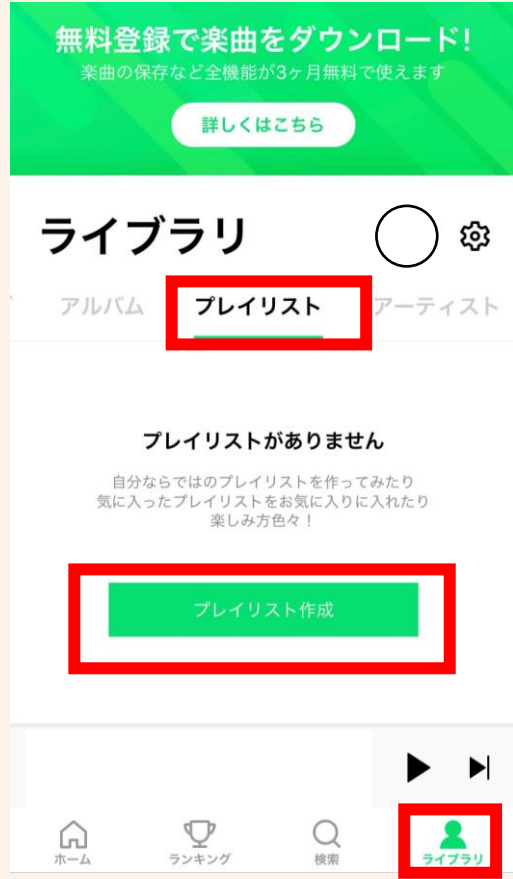 無料登録で楽曲をダウンロード!
楽曲の保存など全機能が3ヶ月無料で使えます
詳しくはこちら
ライブラリ
アルバム プレイリスト アーティスト
プレイリストがありません
自分ならではのプレイリストを作ってみたり
気に入ったプレイリストをお気に入りに入れたり
楽しみ方色々！
プレイリスト作成
ホーム ランキング 検索 ライブラリ